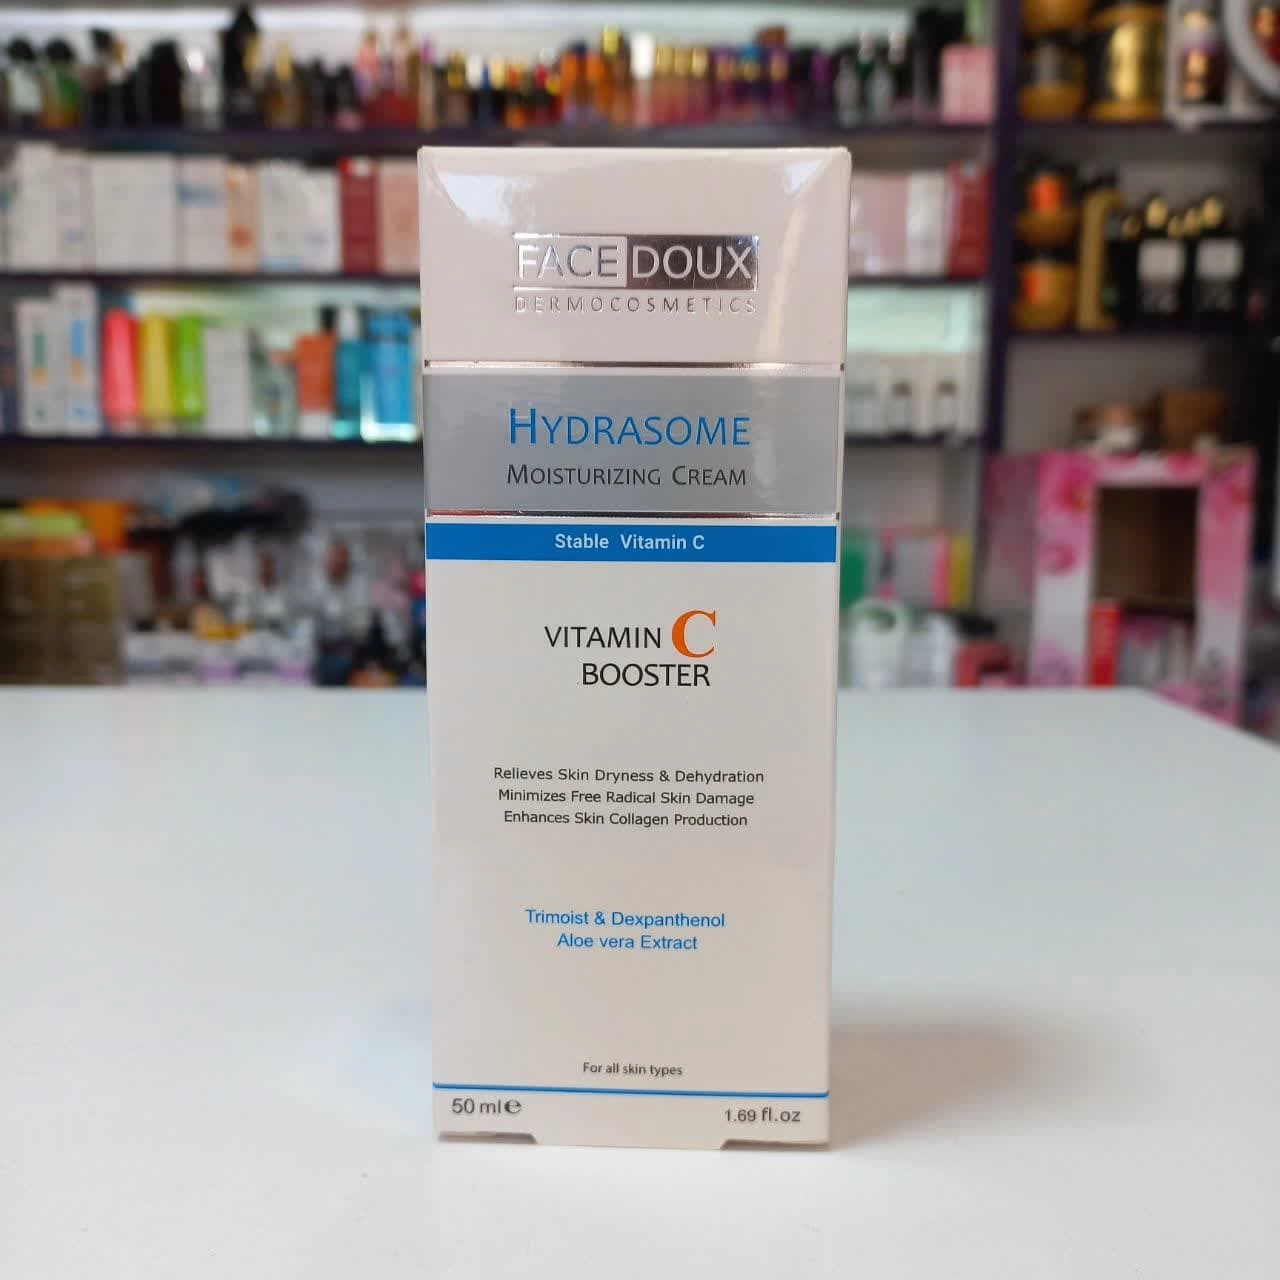 FACE DOUX
DERMOCOSMETICS
HYDRASOME
MOISTURIZING CREAM
Stable Vitamin C
VITAMIN C
BOOSTER
Relieves Skin Dryness & Dehydration
Minimizes Free Radical Skin Damage
Enhances Skin Collagen Production
Trimoist & Dexpanthenol
Aloe vera Extract
For all skin types
50 ml℮
1.69 fl.oz